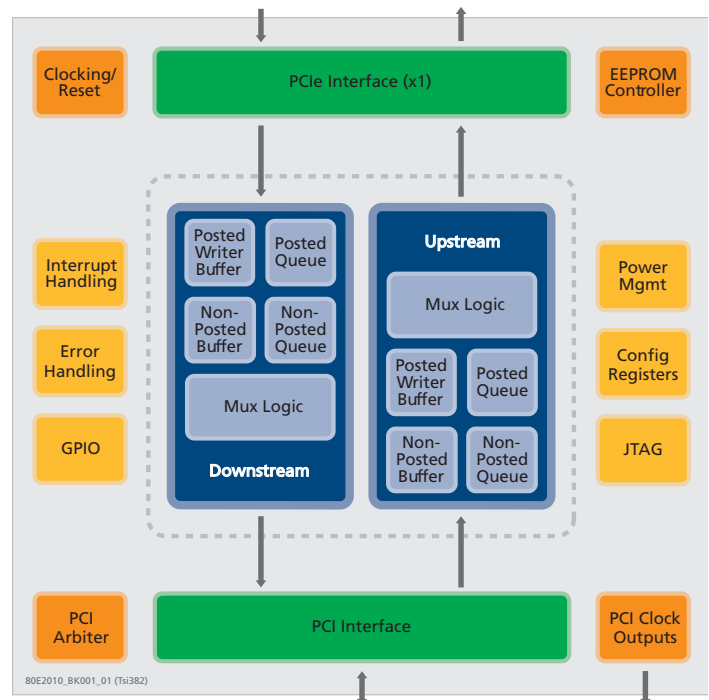 Clocking/
Reset
PCIe Interface (x1)
EEPROM
Controller
Interrupt
Handling
Error
Handling
GPIO
Posted
Writer
Buffer
Posted
Queue
Non-
Posted
Buffer
Non-
Posted
Queue
Mux Logic
Downstream
Upstream
Mux Logic
Posted
Writer
Buffer
Posted
Queue
Non-
Posted
Buffer
Non-
Posted
Queue
Power
Mgmt
Config
Registers
JTAG
PCI
Arbiter
PCI Interface
PCI Clock
Outputs
80E2010_BK001_01 (Tsi382)